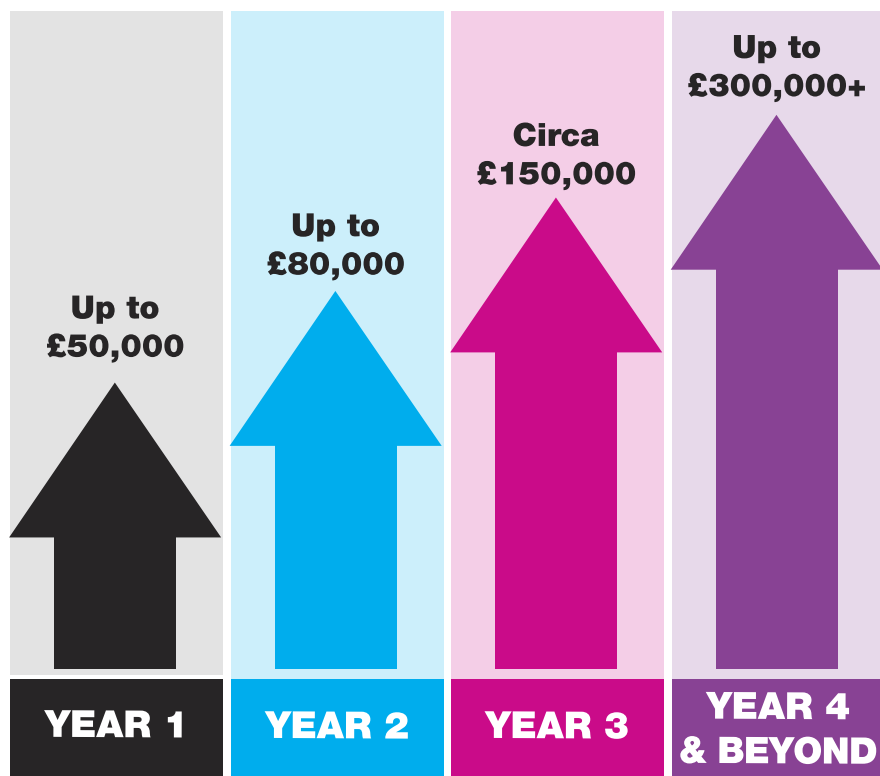 Up to
£50,000
Up to
£80,000
Circa
£150,000
Up to
£300,000+
YEAR 1
YEAR 2
YEAR 3
YEAR 4
& BEYOND